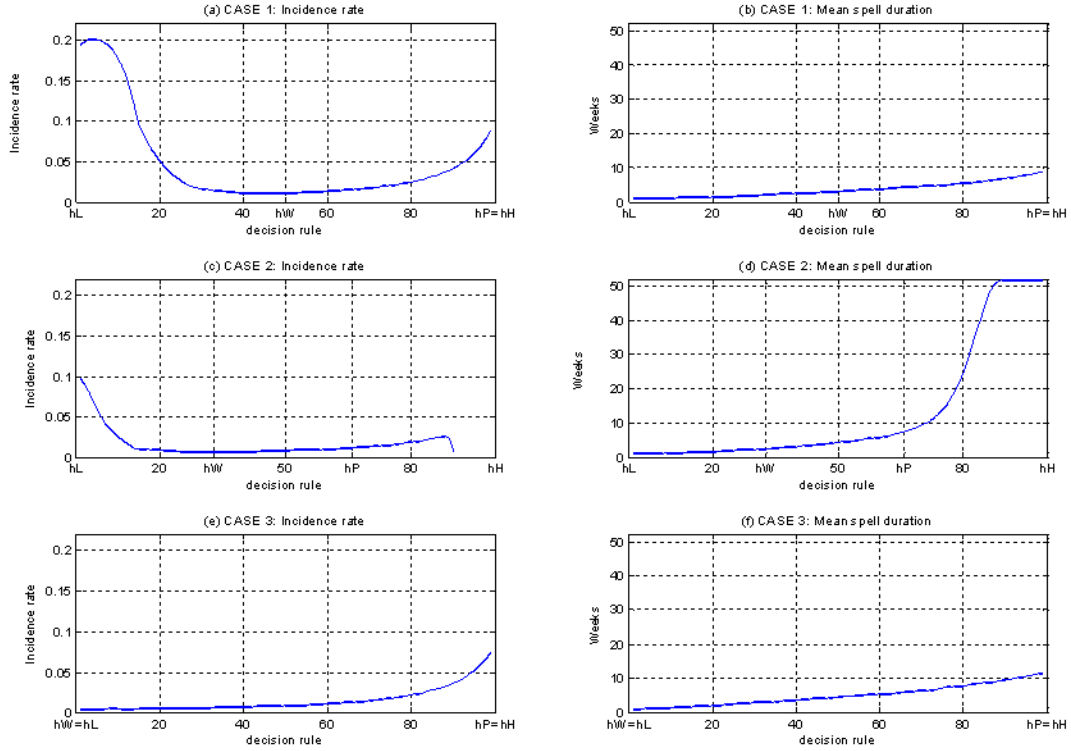 (a) CASE 1: Incidence rate
Incidence rate
0.2
0.15
0.1
0.05
0
hL 20 40 hW 60 80 hP=hH
decision rule
(b) CASE 1: Mean spell duration
Weeks
50
40
30
20
10
0
hL 20 40 hW 60 80 hP=hH
decision rule
(c) CASE 2: Incidence rate
Incidence rate
0.2
0.15
0.1
0.05
0
hL 20 hW 50 hP 80 hH
decision rule
(d) CASE 2: Mean spell duration
Weeks
50
40
30
20
10
0
hL 20 hW 50 hP 80 hH
decision rule
(e) CASE 3: Incidence rate
Incidence rate
0.2
0.15
0.1
0.05
0
hW=hL 20 40 60 80 hP=hH
decision rule
(f) CASE 3: Mean spell duration
Weeks
50
40
30
20
10
0
hW=hL 20 40 60 80 hP=hH
decision rule